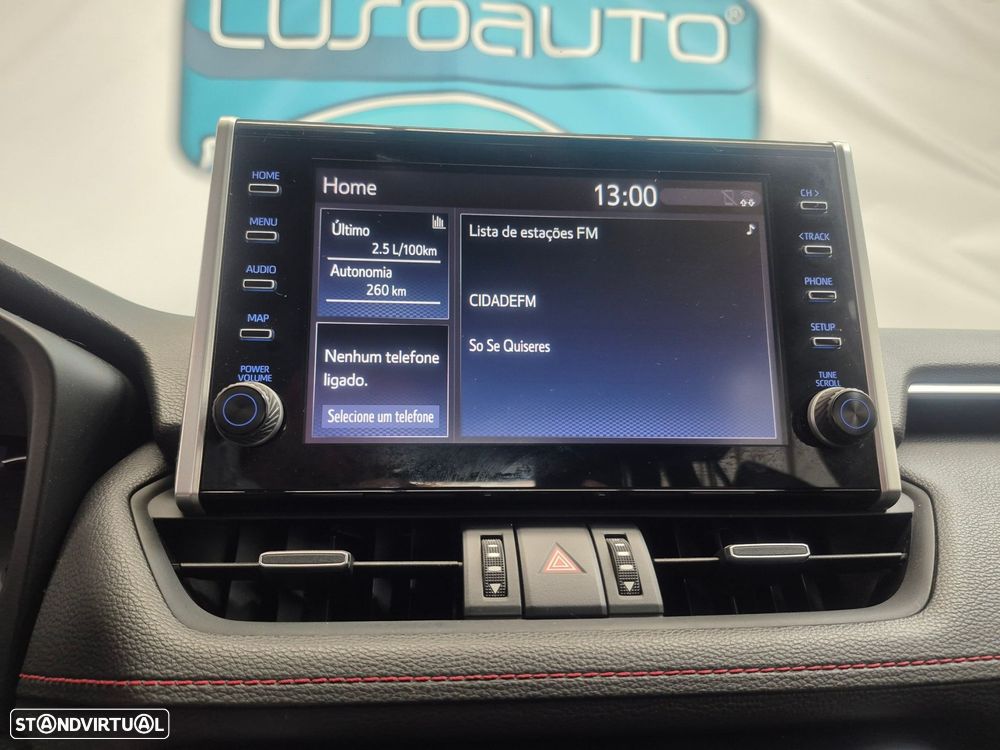 LUSOAUTO®
HOME
MENU
AUDIO
MAP
POWER
VOLUME
Home
13:00
Último
2.5 L/100km
Autonomia
260 km
Nenhum telefone
ligado.
Selecione um telefone
Lista de estações FM
CIDADEFM
So Se Quiseres
CH >
<TRACK
PHONE
SETUP
TUNE
SCROLL
STANDVIRTUAL